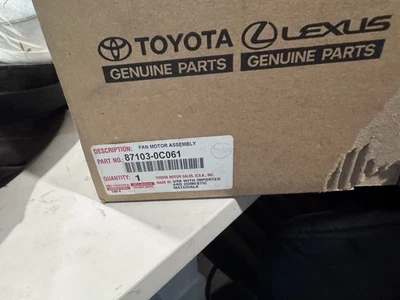 TOYOTA LEXUS
GENUINE PARTS GENUINE PARTS
DESCRIPTION: FAN MOTOR ASSEMBLY
PART NO: 87103-0C061
QUANTITY: 1
TOYOTA MOTOR SALES, U.S.A., INC.
MADE IN USA WITH IMPORTED
AND DOMESTIC
MATERIALS